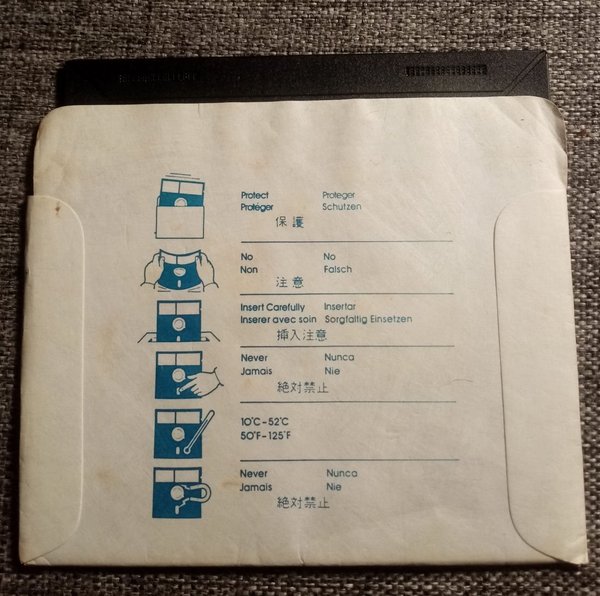 Protect Proteger
Protéger Schützen
保護
No No
Non Falsch
注意
Insert Carefully Insertar
Inserer avec soin Sorgfaltig Einsetzen
挿入注意
Never Nunca
Jamais Nie
絶対禁止
10°C-52°C
50°F-125°F
Never Nunca
Jamais Nie
絶対禁止